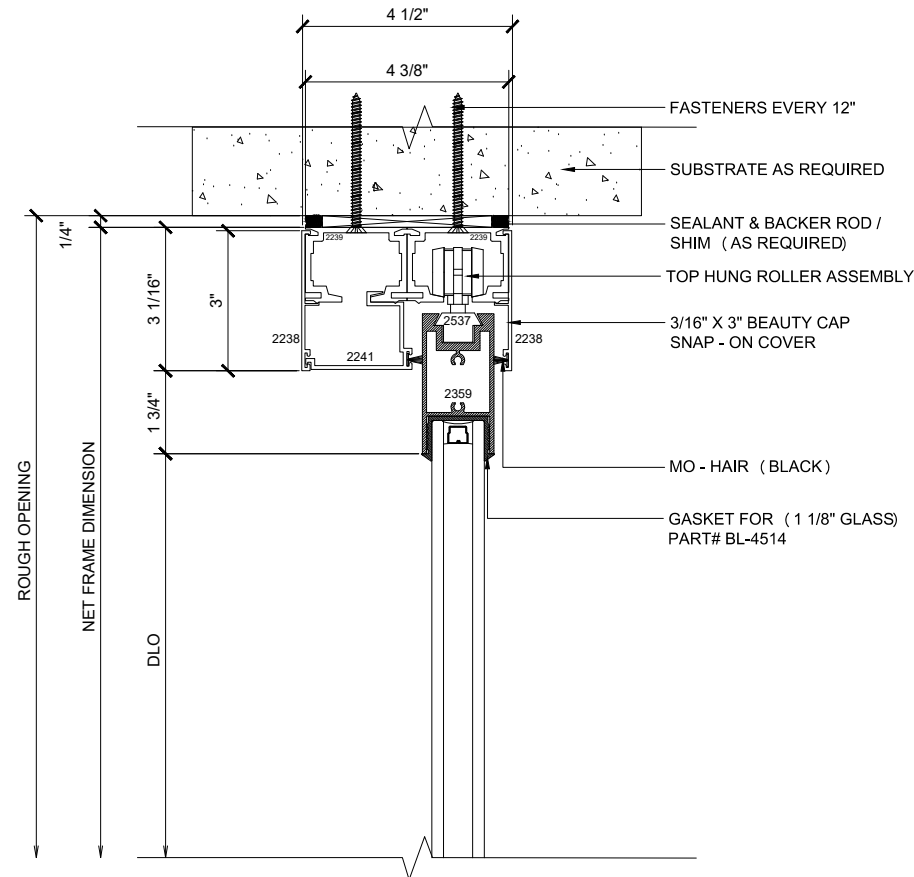 4 1/2"
4 3/8"
FASTENERS EVERY 12"
SUBSTRATE AS REQUIRED
SEALANT & BACKER ROD /
SHIM (AS REQUIRED)
TOP HUNG ROLLER ASSEMBLY
3/16" X 3" BEAUTY CAP
SNAP - ON COVER
MO - HAIR (BLACK)
GASKET FOR (1 1/8" GLASS)
PART# BL-4514
1/4"
3 1/16"
3"
1 3/4"
2239
2239
2537
2238
2238
2241
2359
ROUGH OPENING
NET FRAME DIMENSION
DLO